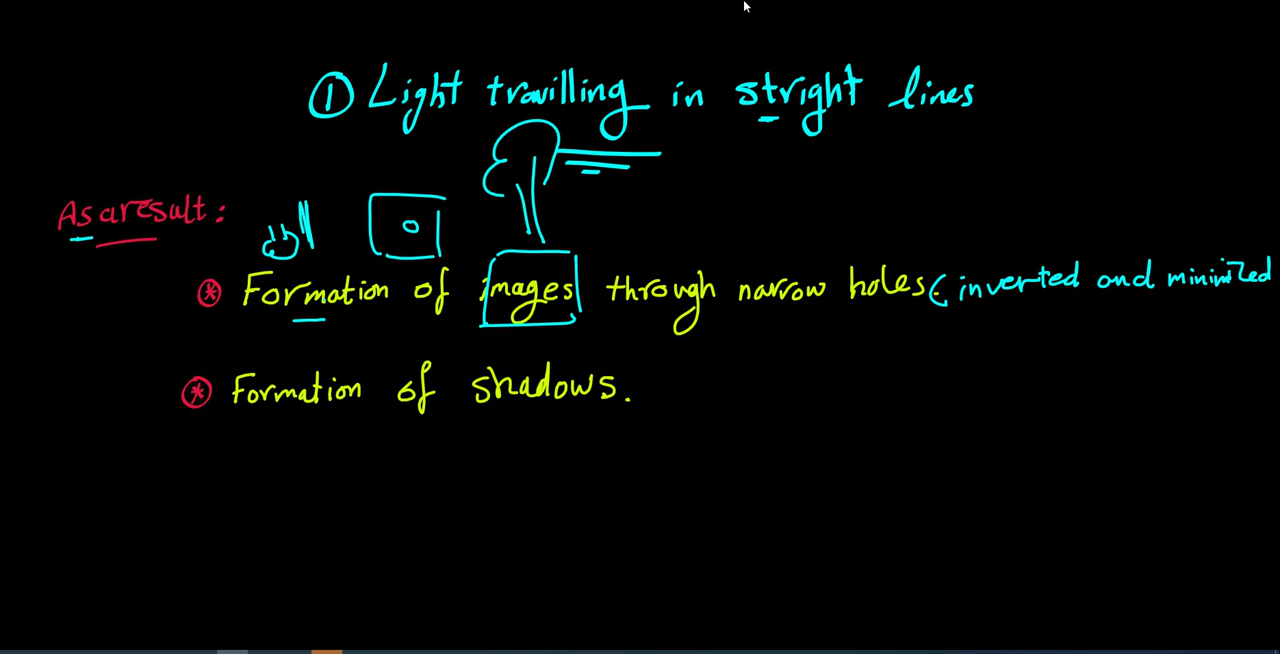 ① Light travilling in stright lines
As a result:
⊛ Formation of images through narrow holes ( inverted and minimized
⊛ Formation of shadows.